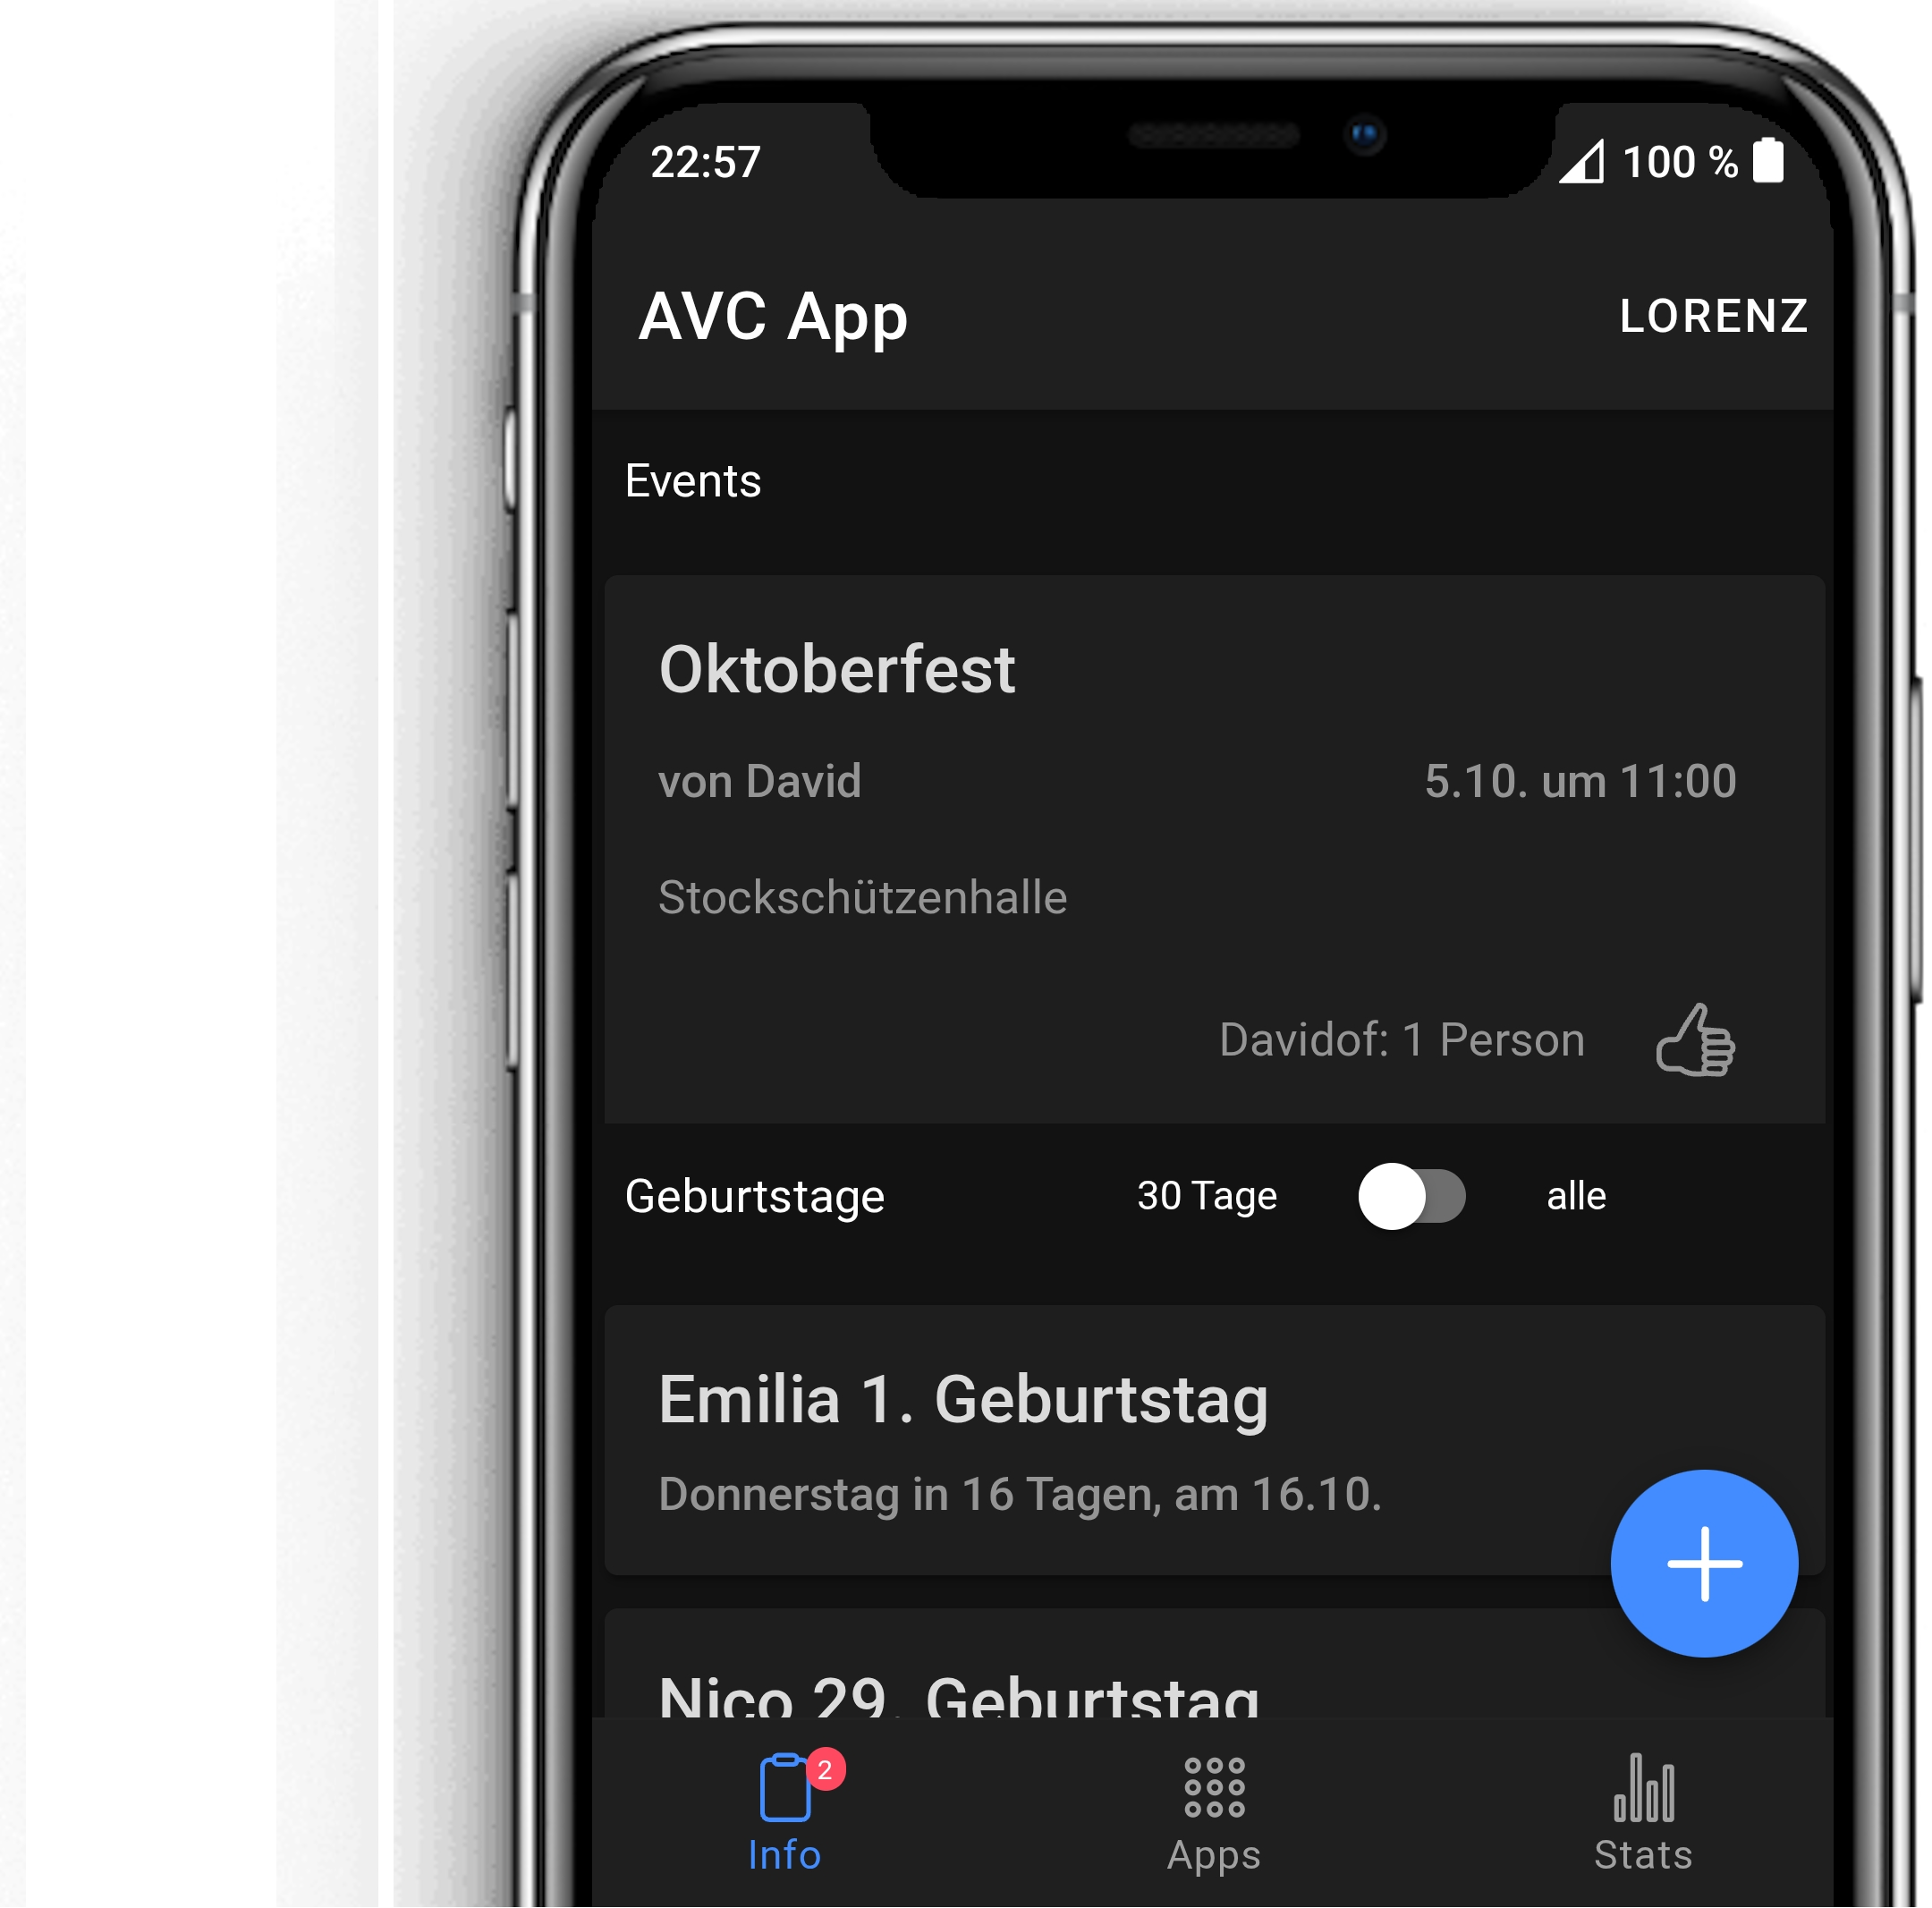 22:57
100 %
AVC App
LORENZ
Events
Oktoberfest
von David
5.10. um 11:00
Stockschützenhalle
Davidof: 1 Person
Geburtstage
30 Tage
alle
Emilia 1. Geburtstag
Donnerstag in 16 Tagen, am 16.10.
Nico 29. Geburtstag
2
Info
Apps
Stats